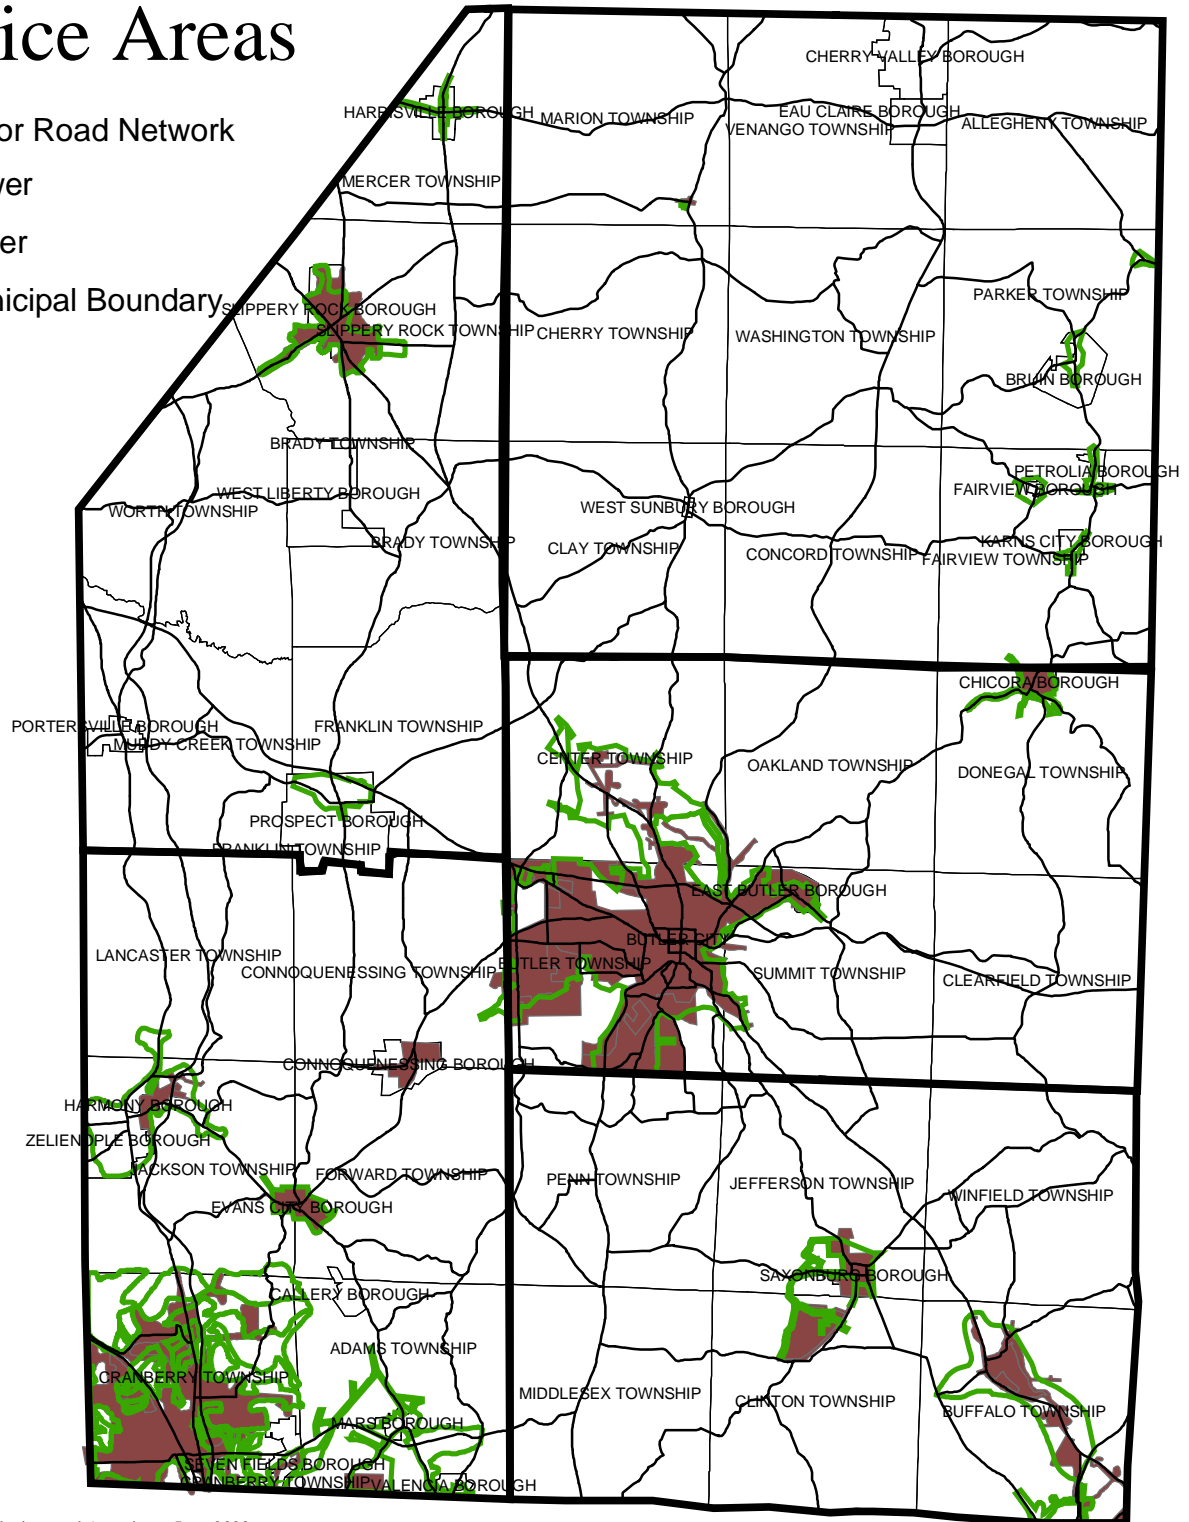 ice Areas
or Road Network
er
er
nicipal Boundary
CHERRY VALLEY BOROUGH
HARRISVILLE BOROUGH
MARION TOWNSHIP
EAU CLAIRE BOROUGH
VENANGO TOWNSHIP
ALLEGHENY TOWNSHIP
MERCER TOWNSHIP
SLIPPERY ROCK BOROUGH
SLIPPERY ROCK TOWNSHIP
CHERRY TOWNSHIP
WASHINGTON TOWNSHIP
PARKER TOWNSHIP
BRUIN BOROUGH
BRADY TOWNSHIP
WEST LIBERTY BOROUGH
WORTH TOWNSHIP
BRADY TOWNSHIP
WEST SUNBURY BOROUGH
CLAY TOWNSHIP
CONCORD TOWNSHIP
PETROLIA BOROUGH
FAIRVIEW BOROUGH
KARNS CITY BOROUGH
FAIRVIEW TOWNSHIP
CHICORA BOROUGH
PORTERSVILLE BOROUGH
MUDDY CREEK TOWNSHIP
FRANKLIN TOWNSHIP
CENTER TOWNSHIP
OAKLAND TOWNSHIP
DONEGAL TOWNSHIP
PROSPECT BOROUGH
FRANKLIN TOWNSHIP
EAST BUTLER BOROUGH
BUTLER CITY
LANCASTER TOWNSHIP
CONNOQUENESSING TOWNSHIP
BUTLER TOWNSHIP
SUMMIT TOWNSHIP
CLEARFIELD TOWNSHIP
CONNOQUENESSING BOROUGH
HARMONY BOROUGH
ZELIENOPLE BOROUGH
JACKSON TOWNSHIP
FORWARD TOWNSHIP
PENN TOWNSHIP
JEFFERSON TOWNSHIP
WINFIELD TOWNSHIP
EVANS CITY BOROUGH
SAXONBURG BOROUGH
CALLERY BOROUGH
ADAMS TOWNSHIP
CRANBERRY TOWNSHIP
MIDDLESEX TOWNSHIP
CLINTON TOWNSHIP
BUFFALO TOWNSHIP
MARS BOROUGH
SEVEN FIELDS BOROUGH
CRANBERRY TOWNSHIP
VALENCIA BOROUGH